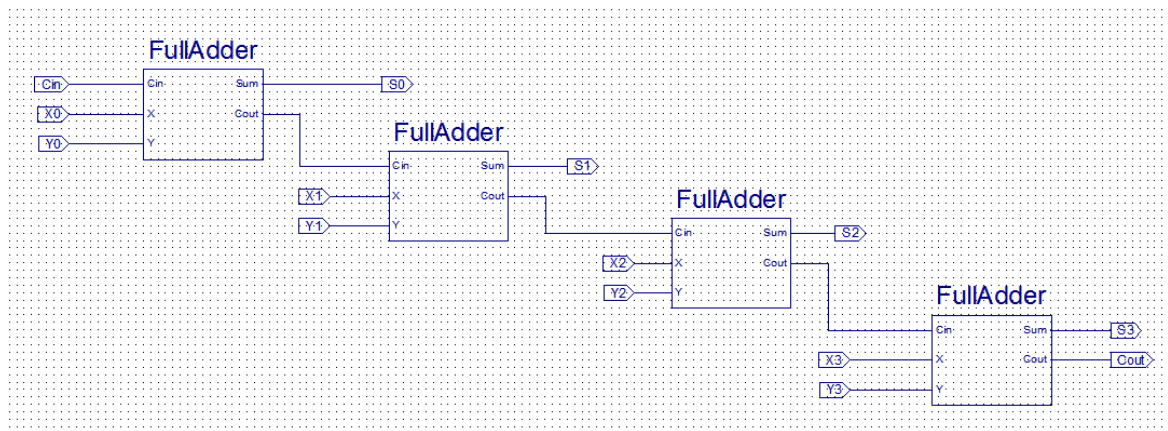 FullAdder
Cin Cin Sum S0
X0 X Cout
Y0 Y
FullAdder
Cin Sum S1
X1 X Cout
Y1 Y
FullAdder
Cin Sum S2
X2 X Cout
Y2 Y
FullAdder
Cin Sum S3
X3 X Cout Cout
Y3 Y